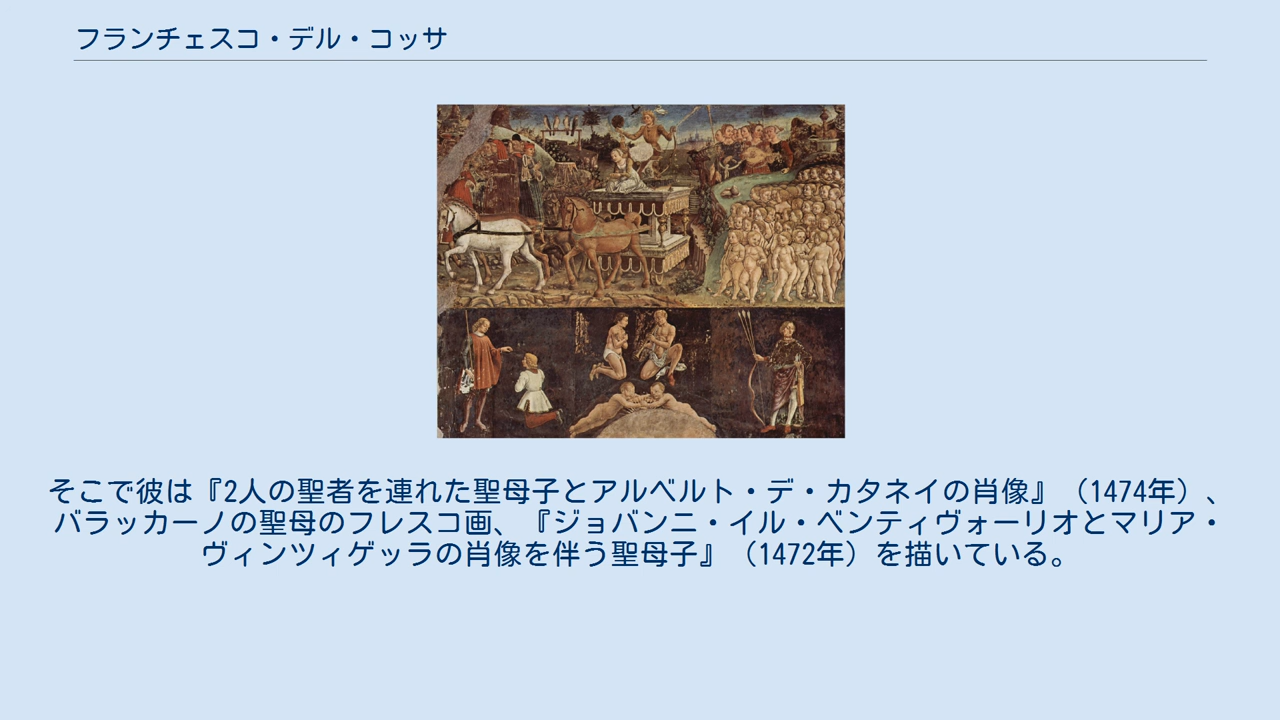 フランチェスコ・デル・コッサ
そこで彼は『2人の聖者を連れた聖母子とアルベルト・デ・カタネイの肖像』（1474年）、
バラッカーノの聖母のフレスコ画、『ジョバンニ・イル・ベンティヴォーリオとマリア・
ヴィンツィゲッラの肖像を伴う聖母子』（1472年）を描いている。